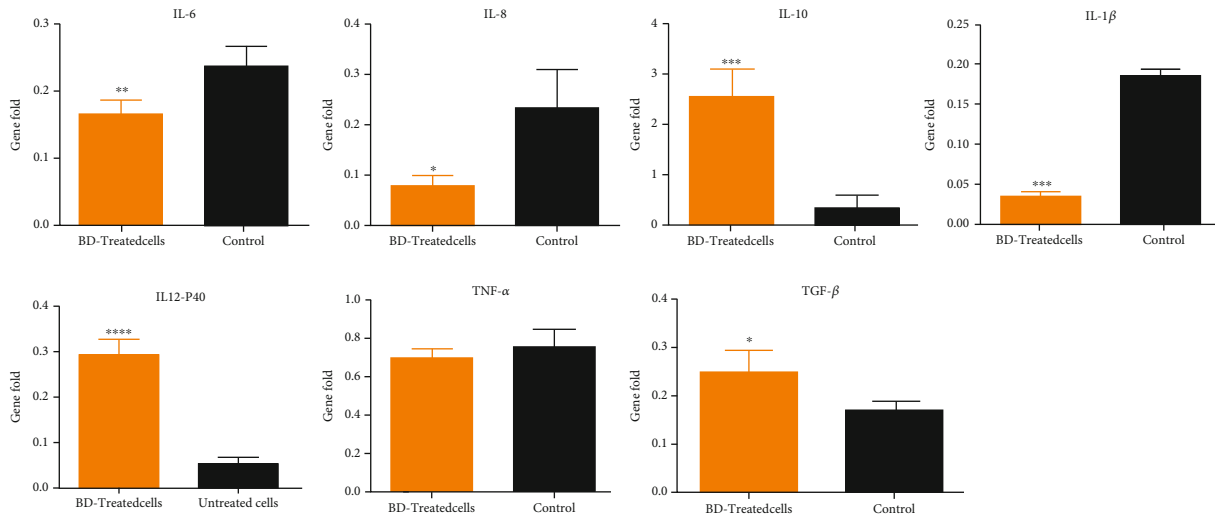 IL-6
Gene fold
0.3
0.2
0.1
0.0
**
BD-Treatedcells
Control
IL-8
Gene fold
0.4
0.3
0.2
0.1
0.0
*
BD-Treatedcells
Control
IL-10
Gene fold
4
3
2
1
0
***
BD-Treatedcells
Control
IL-1β
Gene fold
0.25
0.20
0.15
0.10
0.05
0.00
***
BD-Treatedcells
Control
IL12-P40
Gene fold
0.4
0.3
0.2
0.1
0.0
****
BD-Treatedcells
Untreated cells
TNF-α
Gene fold
1.0
0.8
0.6
0.4
0.2
0.0
BD-Treatedcells
Control
TGF-β
Gene fold
0.4
0.3
0.2
0.1
0.0
*
BD-Treatedcells
Control